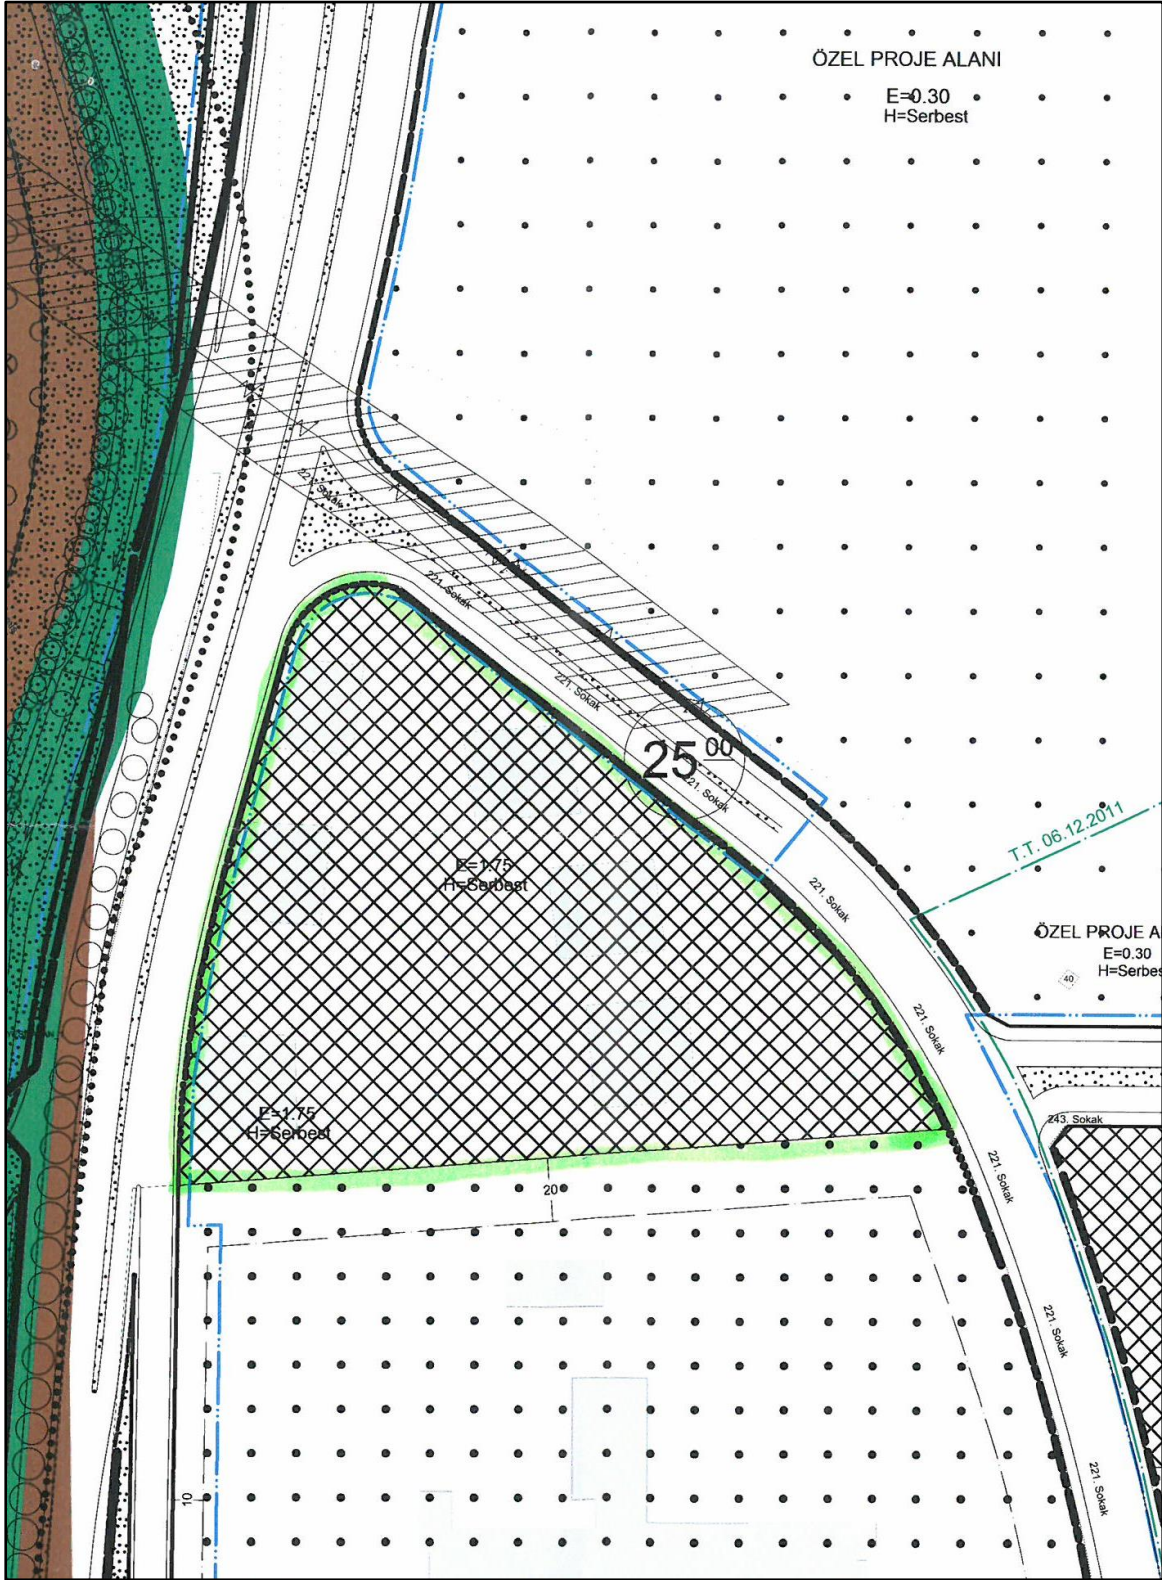 ÖZEL PROJE ALANI
E=0.30
H=Serbest
221. Sokak
221. Sokak
221. Sokak
25 00
221. Sokak
T.T. 06.12.2011
E=1.75
H=Serbest
221. Sokak
ÖZEL PROJE A
E=0.30
H=Serbes
40
221. Sokak
E=1.75
H=Serbest
243. Sokak
221. Sokak
20
221. Sokak
10
221. Sokak